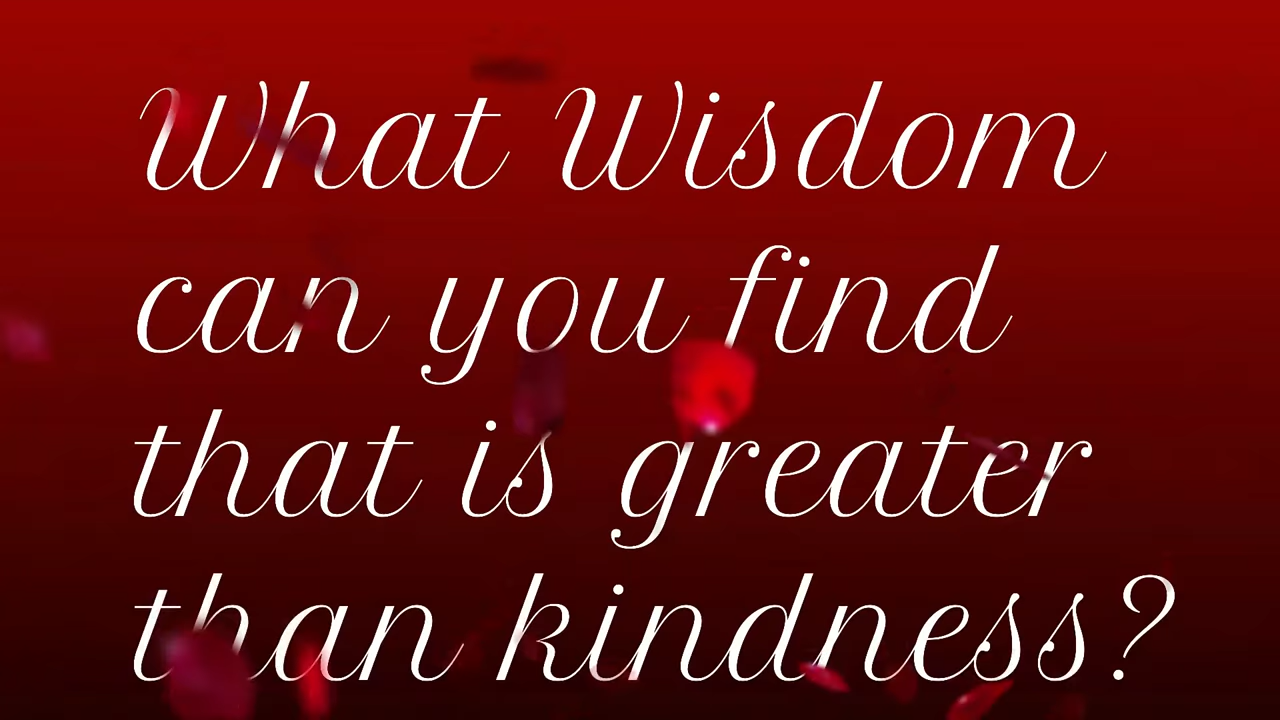 What Wisdom
can you find
that is greater
than kindness?